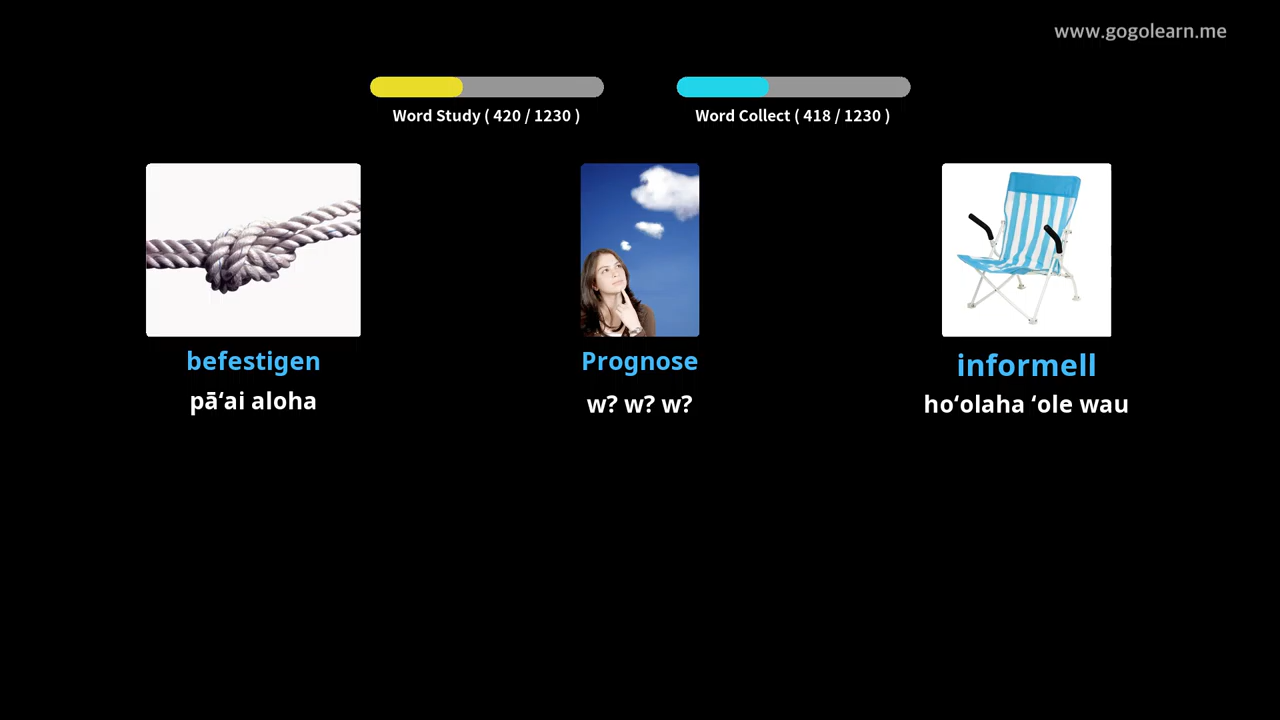 www.gogolearn.me
Word Study ( 420 / 1230 )
Word Collect ( 418 / 1230 )
befestigen
Prognose
informell
pāʻai aloha
w? w? w?
hoʻolaha ʻole wau